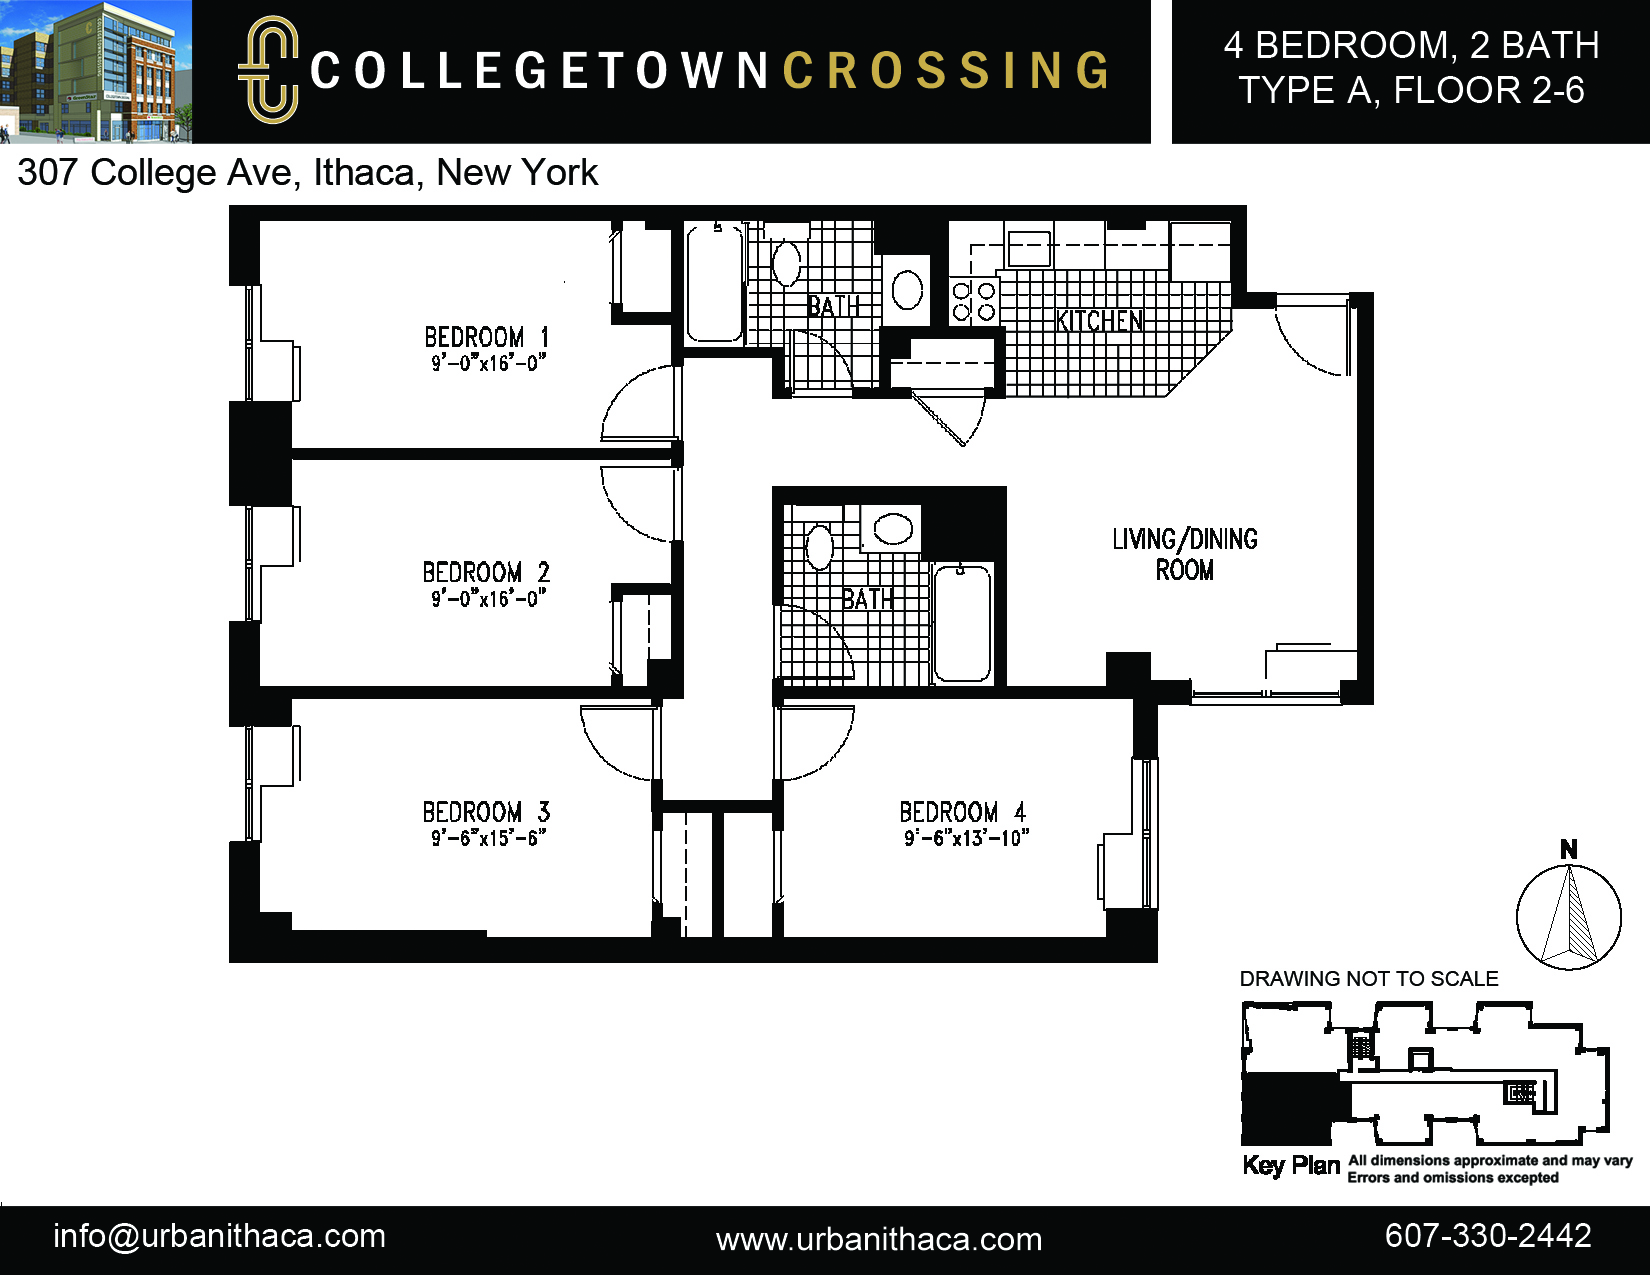 COLLEGETOWNCROSSING
4 BEDROOM, 2 BATH
TYPE A, FLOOR 2-6
307 College Ave, Ithaca, New York
BEDROOM 1
9'-0"x16'-0"
BATH
KITCHEN
BEDROOM 2
9'-0"x16'-0"
BATH
LIVING/DINING
ROOM
BEDROOM 3
9'-6"x15'-6"
BEDROOM 4
9'-6"x13'-10"
N
DRAWING NOT TO SCALE
Key Plan
All dimensions approximate and may vary
Errors and omissions excepted
info@urbanithaca.com
www.urbanithaca.com
607-330-2442